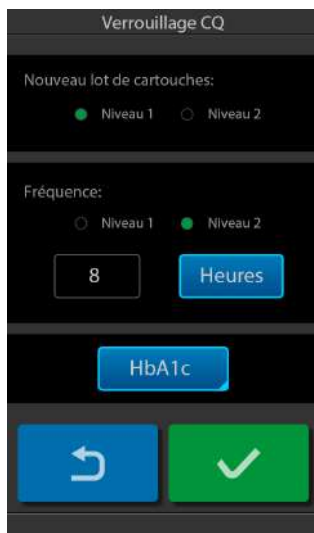 Verrouillage CQ
Nouveau lot de cartouches:
Niveau 1 Niveau 2
Fréquence:
Niveau 1 Niveau 2
8 Heures
HbA1c